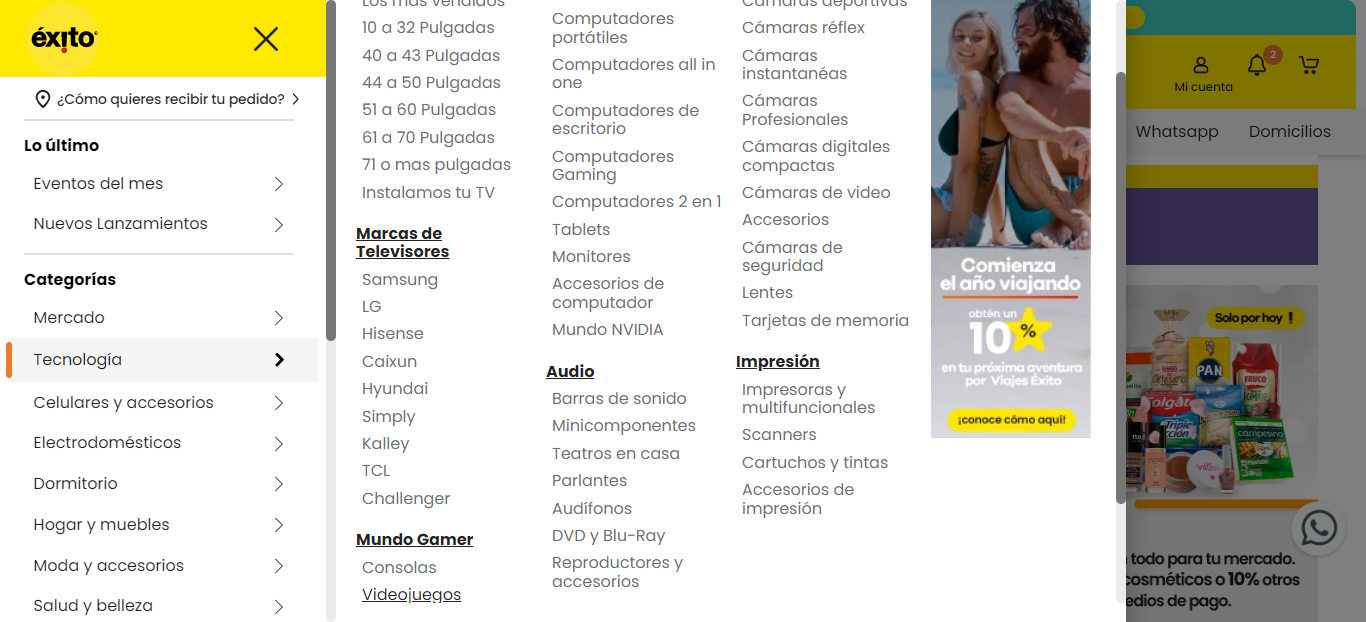 éxito
¿Cómo quieres recibir tu pedido?
Lo último
Eventos del mes
Nuevos Lanzamientos
Categorías
Mercado
Tecnología
Celulares y accesorios
Electrodomésticos
Dormitorio
Hogar y muebles
Moda y accesorios
Salud y belleza
Los más vendidos
10 a 32 Pulgadas
40 a 43 Pulgadas
44 a 50 Pulgadas
51 a 60 Pulgadas
61 a 70 Pulgadas
71 o mas pulgadas
Instalamos tu TV
Marcas de
Televisores
Samsung
LG
Hisense
Caixun
Hyundai
Simply
Kalley
TCL
Challenger
Mundo Gamer
Consolas
Videojuegos
Computadores
portátiles
Computadores all in
one
Computadores de
escritorio
Computadores
Gaming
Computadores 2 en 1
Tablets
Monitores
Accesorios de
computador
Mundo NVIDIA
Audio
Barras de sonido
Minicomponentes
Teatros en casa
Parlantes
Audífonos
DVD y Blu-Ray
Reproductores y
accesorios
Cámaras deportivas
Cámaras réflex
Cámaras
instantaneás
Cámaras
Profesionales
Cámaras digitales
compactas
Cámaras de video
Accesorios
Cámaras de
seguridad
Lentes
Tarjetas de memoria
Impresión
Impresoras y
multifuncionales
Scanners
Cartuchos y tintas
Accesorios de
impresión
Comienza
el año viajando
obtén un
10%
en tu próxima aventura
por Viajes Éxito
¡conoce cómo aquí!
2
Mi cuenta
Whatsapp
Domicilios
Solo por hoy !
PAN
FRUCO
Colgate
Triple
Acción
campesino
todo para tu mercado.
cosméticos o 10% otros
medios de pago.